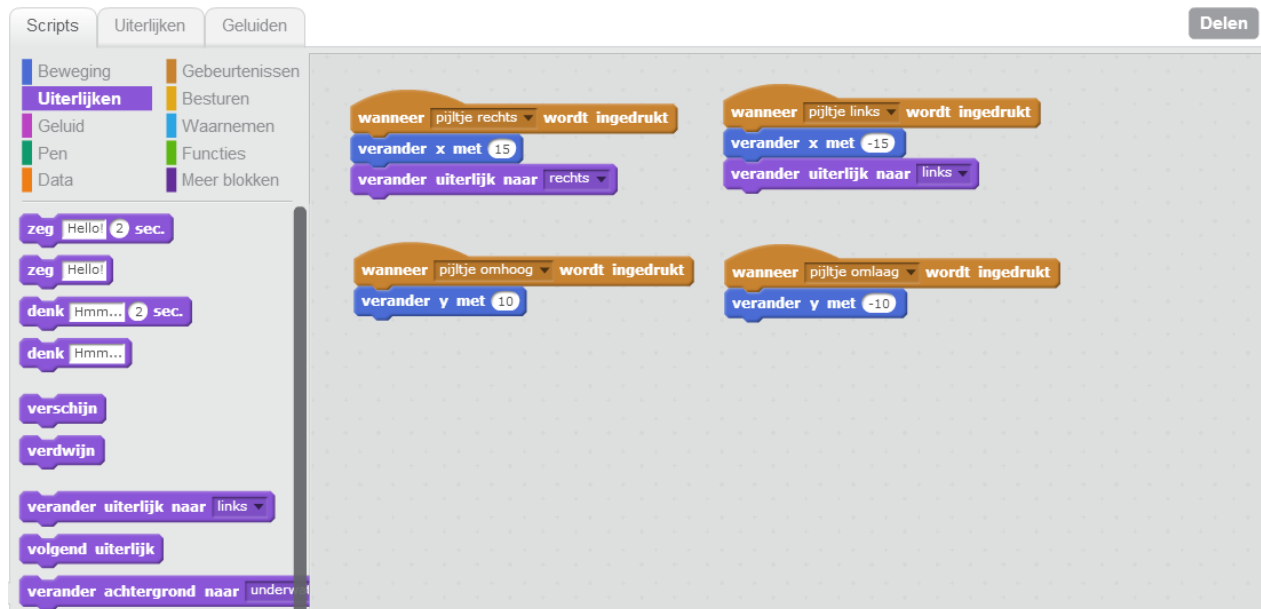 Scripts
Uiterlijken
Geluiden
Delen
Beweging
Gebeurtenissen
Uiterlijken
Besturen
Geluid
Waarnemen
Pen
Functies
Data
Meer blokken
zeg Hello! 2 sec.
zeg Hello!
denk Hmm... 2 sec.
denk Hmm...
verschijn
verdwijn
verander uiterlijk naar links
volgend uiterlijk
verander achtergrond naar
wanneer pijltje rechts wordt ingedrukt
verander x met 15
verander uiterlijk naar rechts
wanneer pijltje links wordt ingedrukt
verander x met -15
verander uiterlijk naar links
wanneer pijltje omhoog wordt ingedrukt
verander y met 10
wanneer pijltje omlaag wordt ingedrukt
verander y met -10